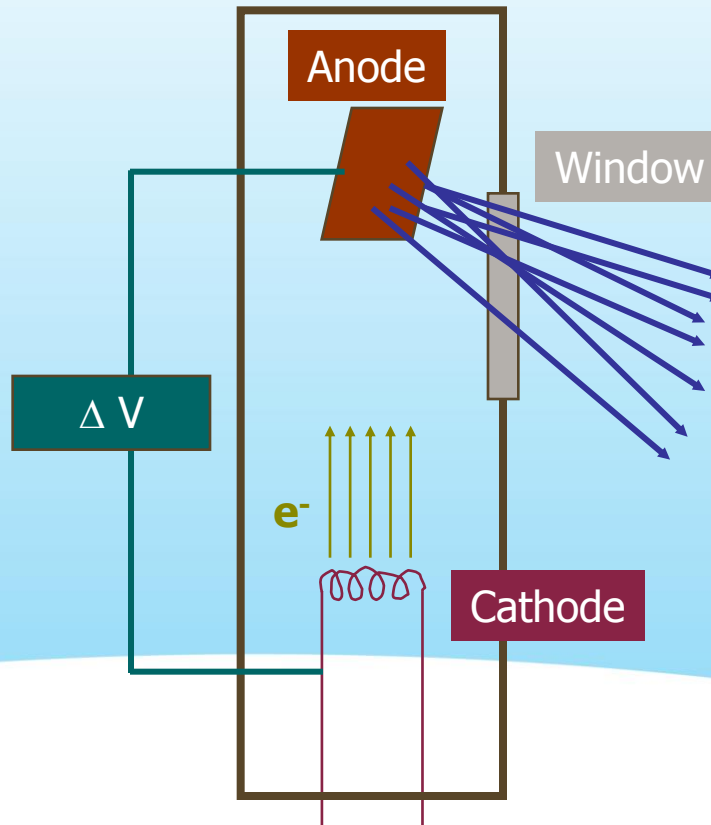 Anode
Window
Δ V
e-
Cathode